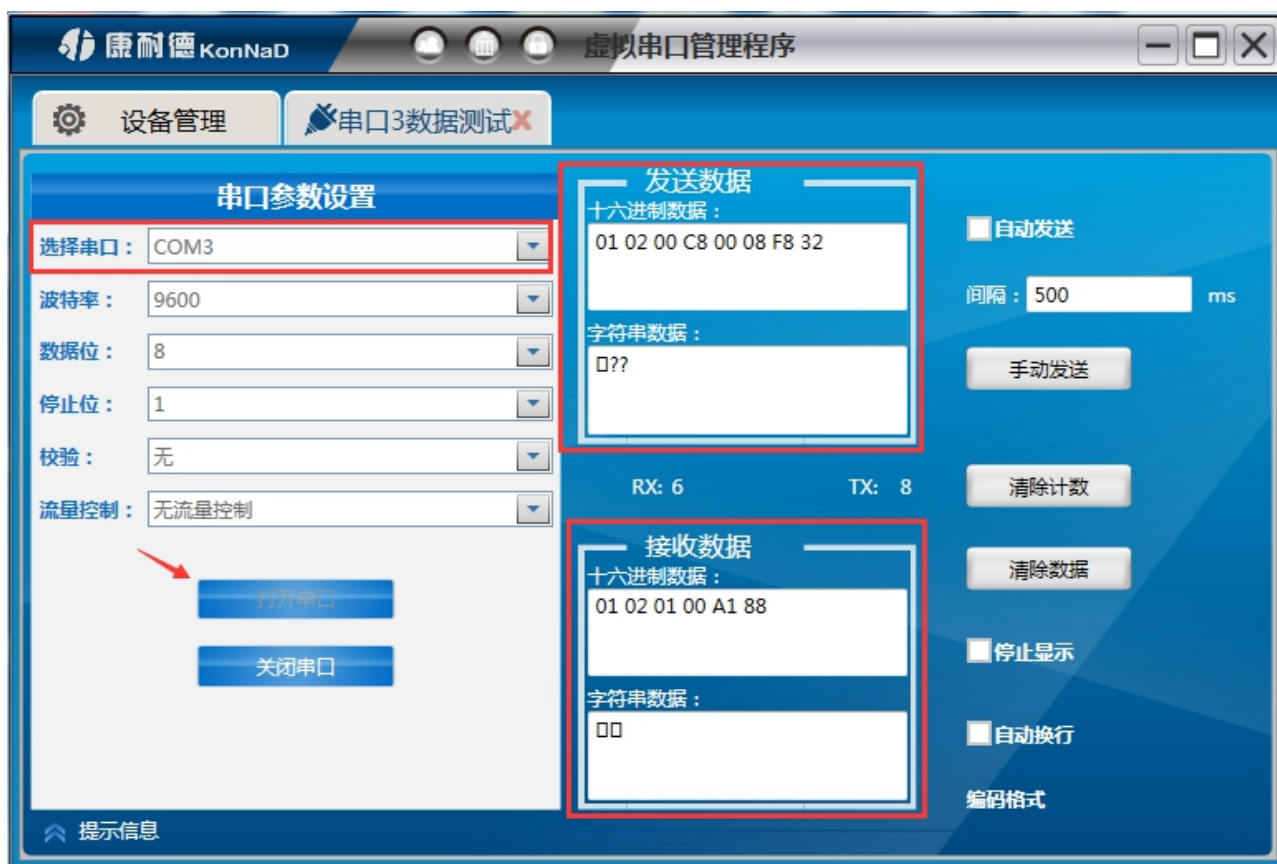 康耐德 KonNaD
虚拟串口管理程序
设备管理
串口3数据测试
串口参数设置
选择串口： COM3
波特率： 9600
数据位： 8
停止位： 1
校验： 无
流量控制： 无流量控制
打开串口
关闭串口
发送数据
十六进制数据：
01 02 00 C8 00 08 F8 32
字符串数据：
□??
RX: 6 TX: 8
接收数据
十六进制数据：
01 02 01 00 A1 88
字符串数据：
□□
自动发送
间隔： 500 ms
手动发送
清除计数
清除数据
停止显示
自动换行
编码格式
提示信息